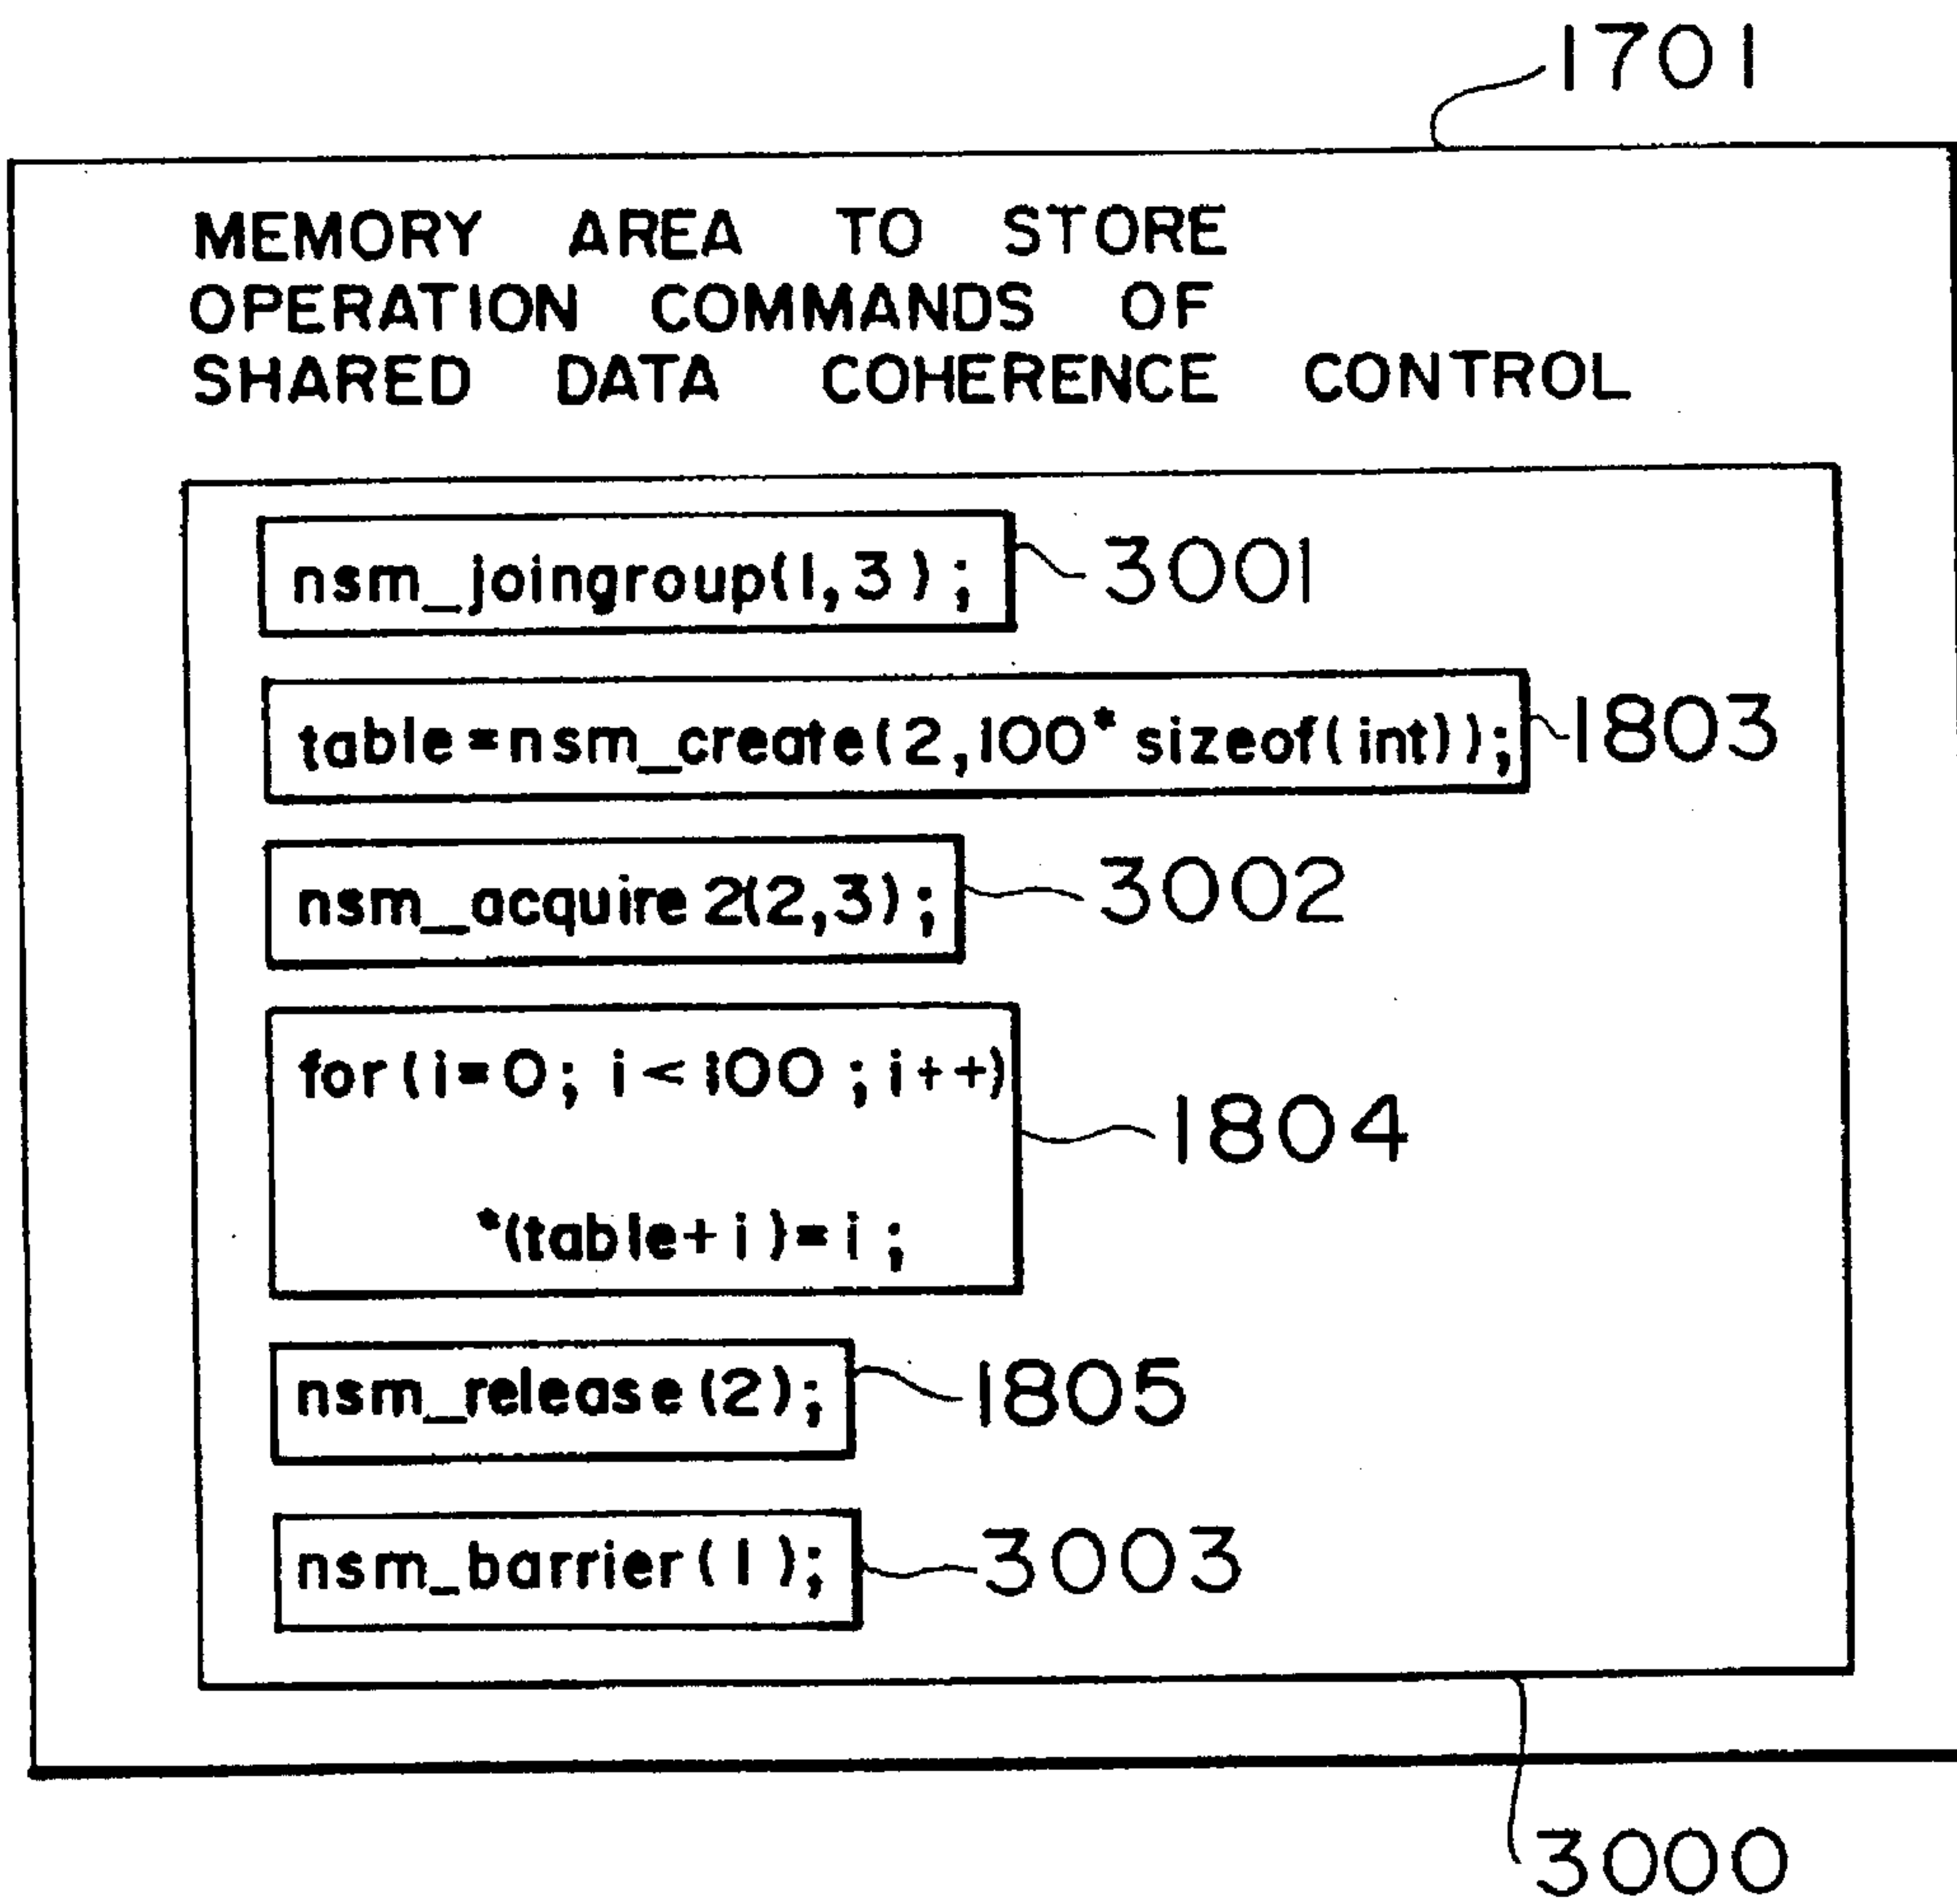 1701
MEMORY AREA TO STORE
OPERATION COMMANDS OF
SHARED DATA COHERENCE CONTROL
nsm_joingroup(1,3);
3001
table=nsm_create(2,100*sizeof(int));
1803
nsm_acquire2(2,3);
3002
for(i=0; i<100;i++)
1804
*(table+i)=i;
nsm_release(2);
1805
nsm_barrier(1);
3003
3000